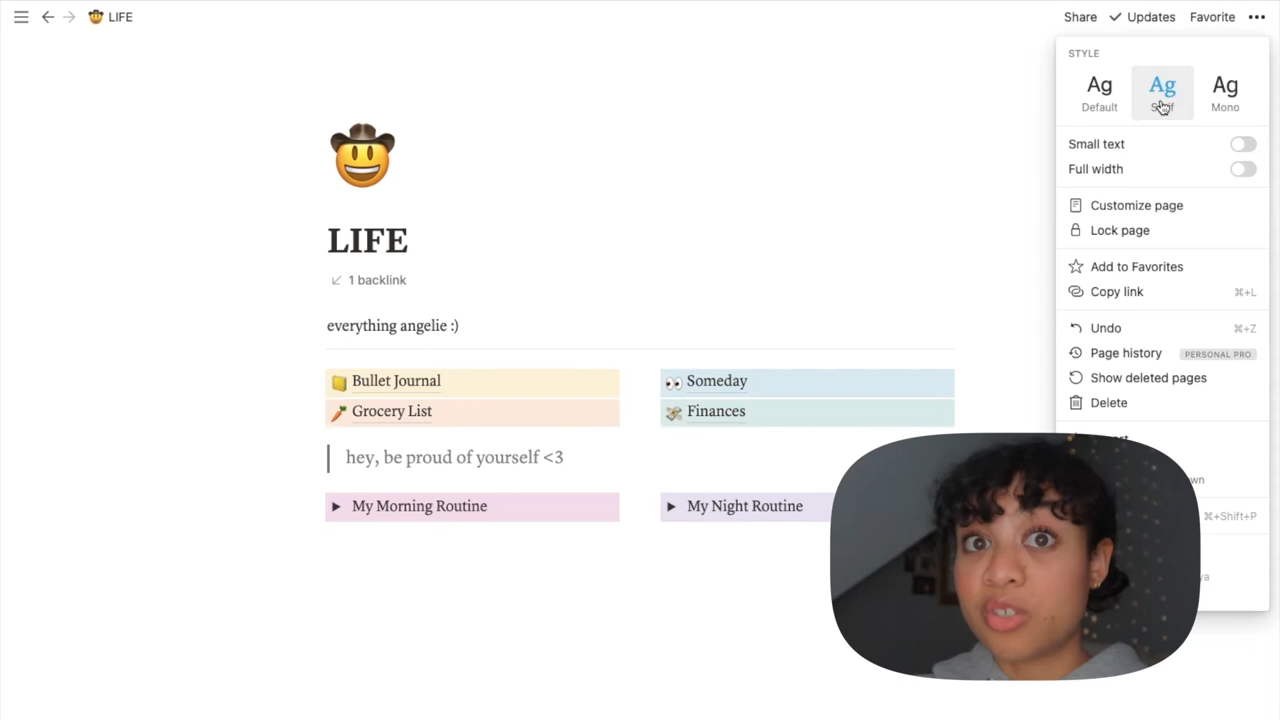 LIFE
Share
Updates
Favorite
STYLE
Ag
Ag
Ag
Default
Mono
Small text
Full width
Customize page
Lock page
Add to Favorites
Copy link ⌘+L
Undo ⌘+Z
Page history PERSONAL PRO
Show deleted pages
Delete
⌘+Shift+P
LIFE
1 backlink
everything angelie :)
Bullet Journal
Grocery List
Someday
Finances
hey, be proud of yourself <3
My Morning Routine
My Night Routine